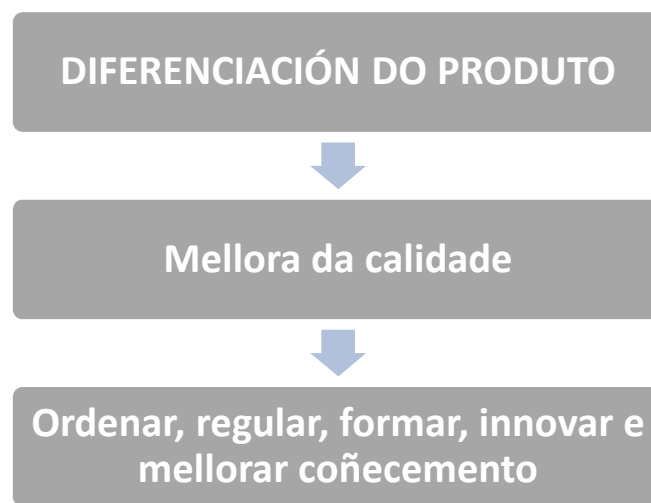 DIFERENCIACIÓN DO PRODUTO
Mellora da calidade
Ordenar, regular, formar, innovar e
mellorar coñecemento